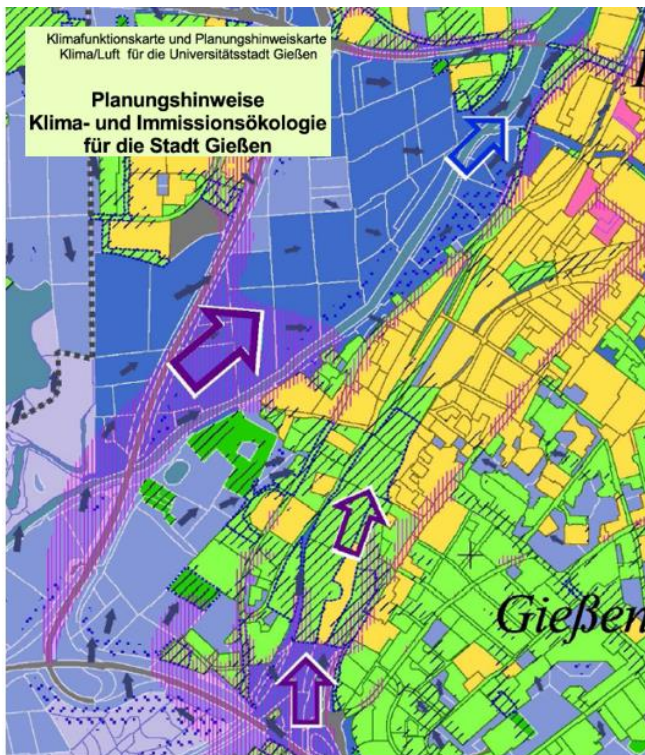 Klimafunktionskarte und Planungshinweiskarte
Klima/Luft für die Universitätsstadt Gießen
Planungshinweise
Klima- und Immissionsökologie
für die Stadt Gießen
Gießen